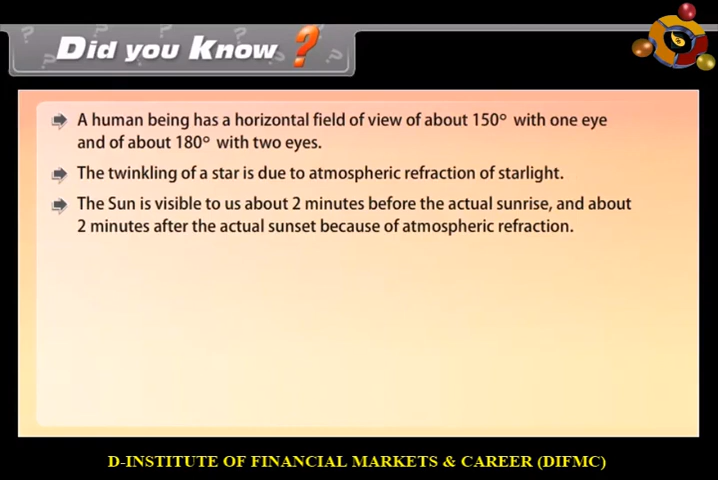 Did you Know ?
A human being has a horizontal field of view of about 150º with one eye
and of about 180º with two eyes.
The twinkling of a star is due to atmospheric refraction of starlight.
The Sun is visible to us about 2 minutes before the actual sunrise, and about
2 minutes after the actual sunset because of atmospheric refraction.
D-INSTITUTE OF FINANCIAL MARKETS & CAREER (DIFMC)